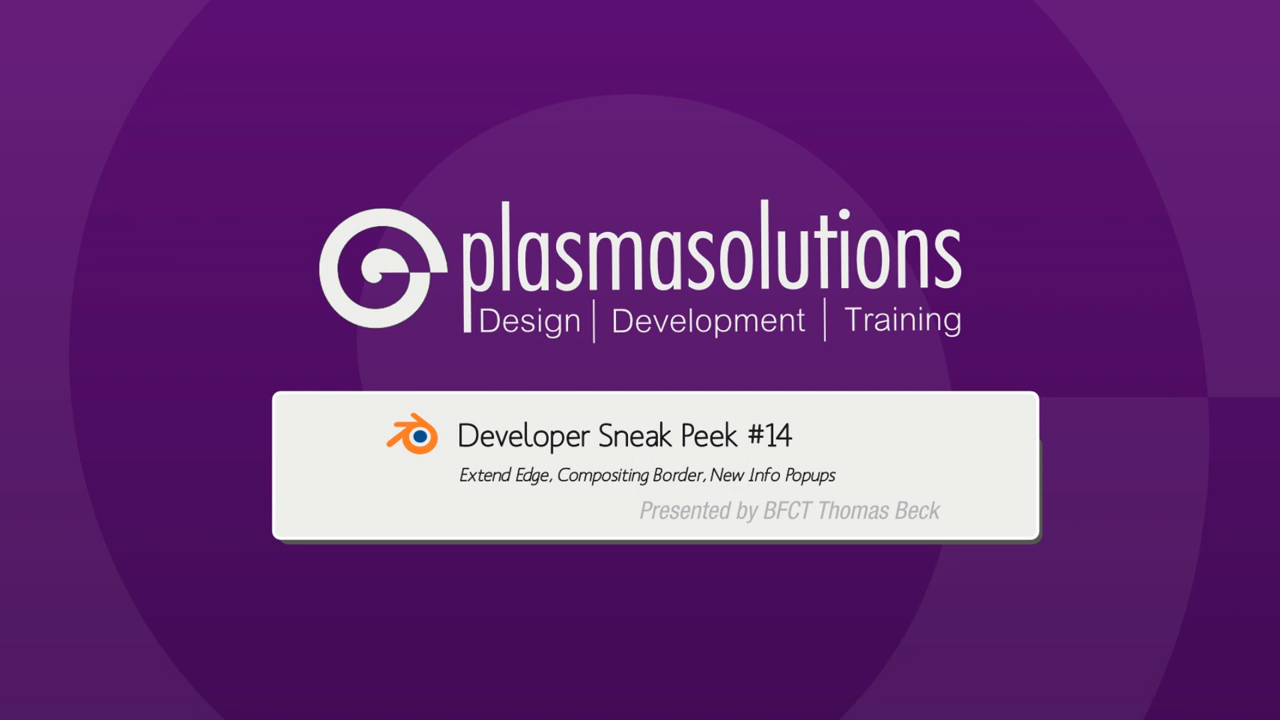 plasmasolutions
Design | Development | Training
Developer Sneak Peek #14
Extend Edge, Compositing Border, New Info Popups
Presented by BFCT Thomas Beck